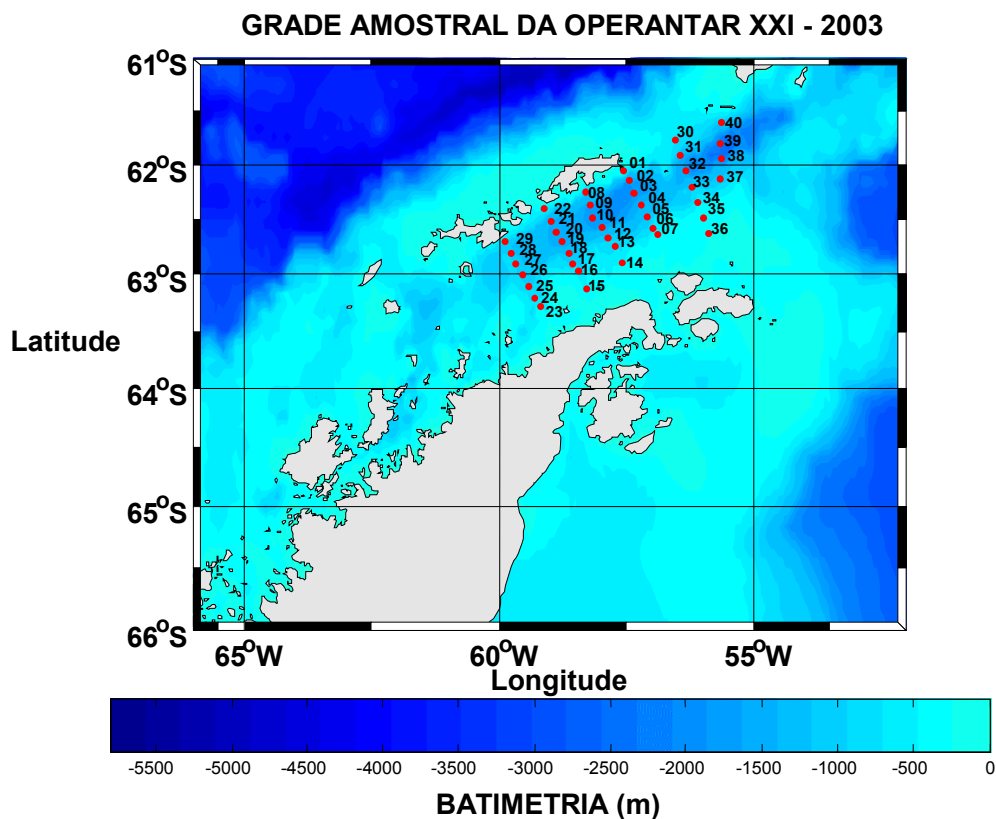 GRADE AMOSTRAL DA OPERANTAR XXI - 2003
61°S
62°S
63°S
64°S
65°S
66°S
Latitude
40
30
39
31
38
01
32
02
37
33
08
03
34
22
09
04
35
21
10
05
20
11
06
36
29
19
12
07
28
18
13
27
17
14
26
16
25
15
24
23
65°W
60°W
55°W
Longitude
-5500 -5000 -4500 -4000 -3500 -3000 -2500 -2000 -1500 -1000 -500 0
BATIMETRIA (m)